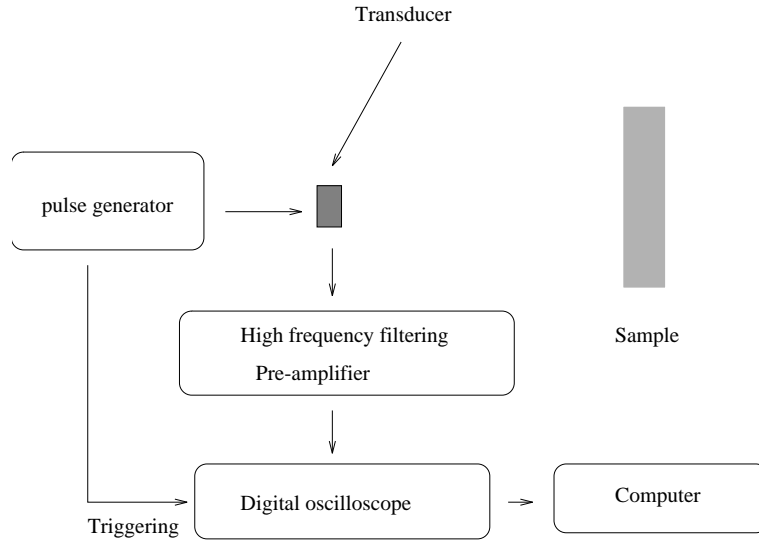 Transducer
pulse generator
High frequency filtering
Pre-amplifier
Sample
Digital oscilloscope
Computer
Triggering